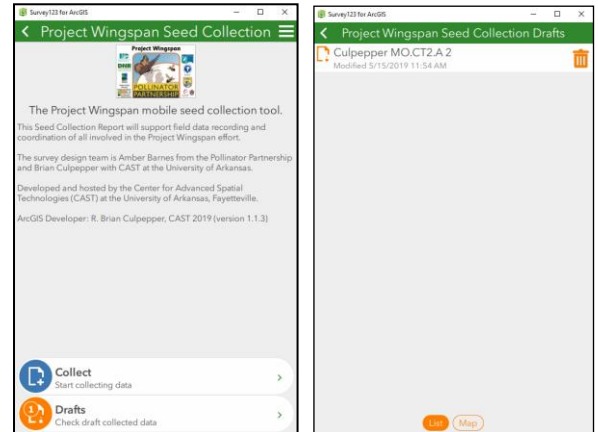 Survey123 for ArcGIS
Project Wingspan Seed Collection
Project Wingspan
POLLINATOR
PARTNERSHIP
The Project Wingspan mobile seed collection tool.
This Seed Collection Report will support field data recording and
coordination of all involved in the Project Wingspan effort.
The survey design team is Amber Barnes from the Pollinator Partnership
and Brian Culpepper with CAST at the University of Arkansas.
Developed and hosted by the Center for Advanced Spatial
Technologies (CAST) at the University of Arkansas, Fayetteville.
ArcGIS Developer: R. Brian Culpepper, CAST 2019 (version 1.1.3)
Collect
Start collecting data
1
Drafts
Check draft collected data
Survey123 for ArcGIS
Project Wingspan Seed Collection Drafts
Culpepper MO.CT2.A 2
Modified 5/15/2019 11:54 AM
List
Map